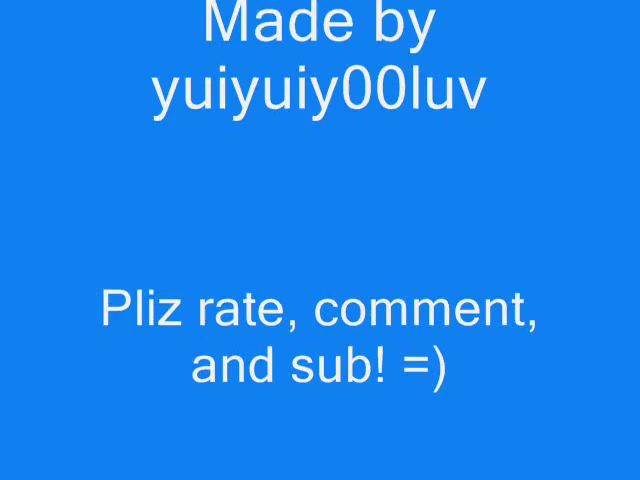 Made by
yuiyuiy00luv
Pliz rate, comment,
and sub! =)